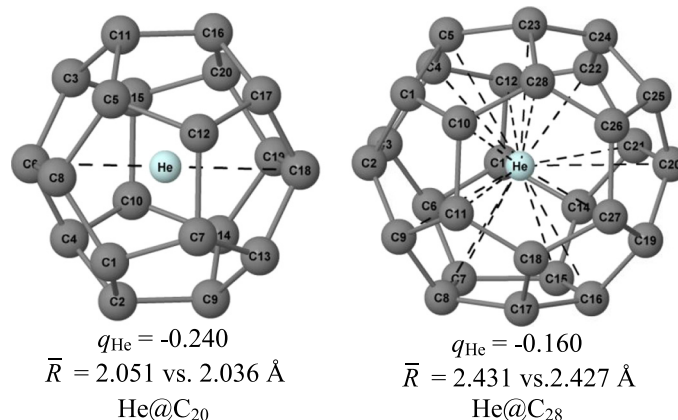 C11
C16
C3
C20
C5
C15
C17
C12
C6
He
C19
C18
C8
C10
C4
C7
C14
C1
C13
C2
C9
q_He = -0.240
R̅ = 2.051 vs. 2.036 Å
He@C₂₀
C5
C23
C24
C4
C12
C28
C22
C1
C25
C10
C26
C3
C21
C2
C1
He
C20
C6
C14
C11
C27
C9
C19
C18
C7
C15
C8
C17
C16
q_He = -0.160
R̅ = 2.431 vs.2.427 Å
He@C₂₈